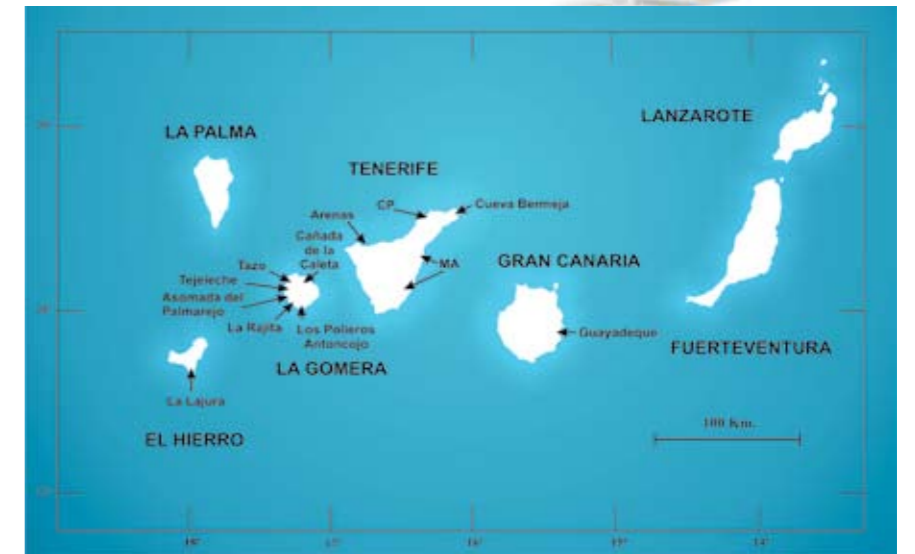 LANZAROTE
LA PALMA
TENERIFE
CP
Cueva Bermeja
Arenas
Cañada
de la
Caleta
MA
GRAN CANARIA
Tazo
Tejeleche
Asomada del
Palmarejo
La Rajita
Los Polieros
Antoncojo
Guayadeque
FUERTEVENTURA
LA GOMERA
La Lajura
EL HIERRO
100 Km.
18°
16°
14°